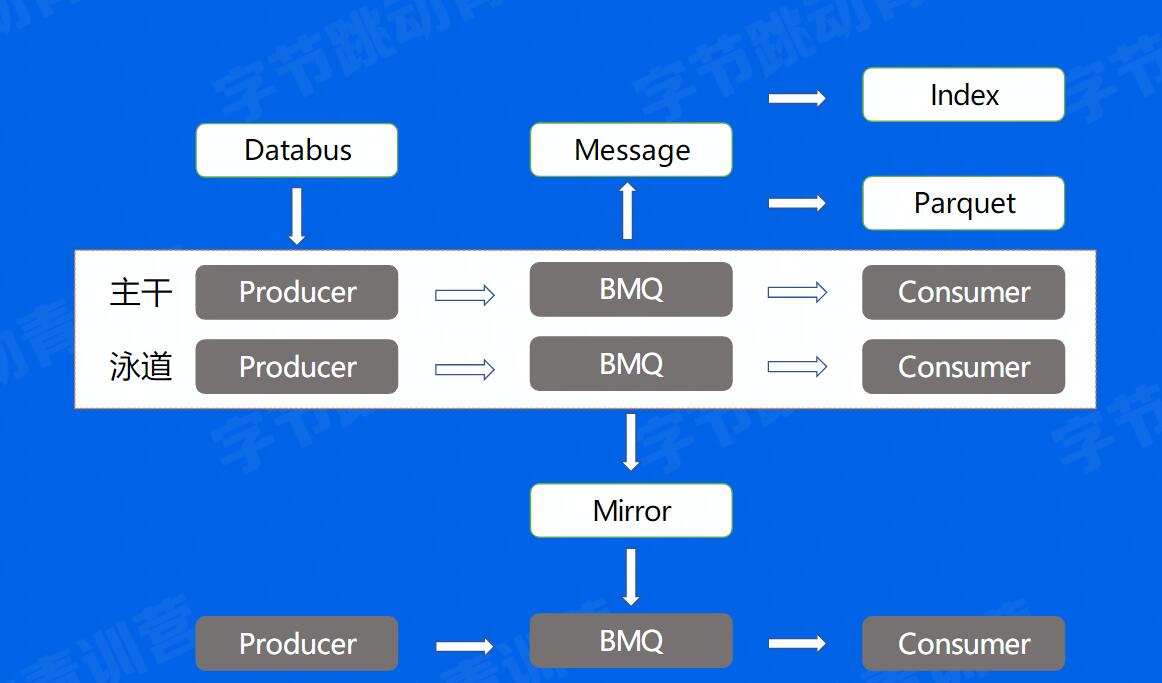 字节跳动青训营
Index
Databus
Message
Parquet
主干
Producer
BMQ
Consumer
泳道
Producer
BMQ
Consumer
Mirror
Producer
BMQ
Consumer